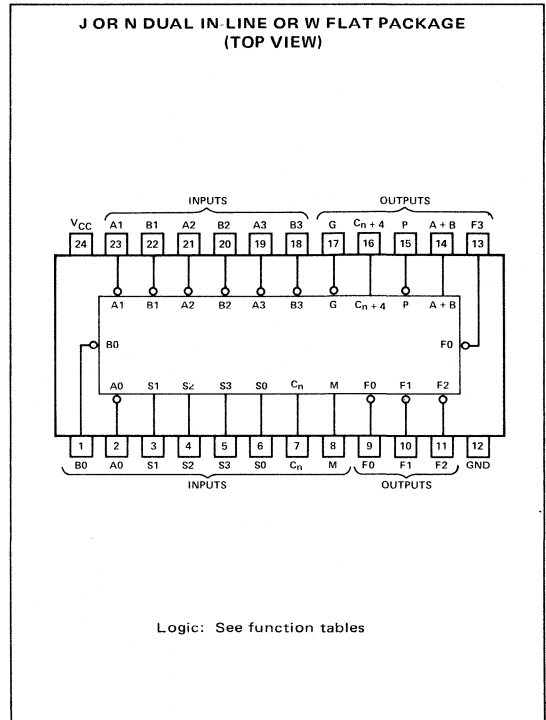 J OR N DUAL IN-LINE OR W FLAT PACKAGE
(TOP VIEW)
INPUTS OUTPUTS
VCC A1 B1 A2 B2 A3 B3 G Cn + 4 P A + B F3
24 23 22 21 20 19 18 17 16 15 14 13
A1 B1 A2 B2 A3 B3 G Cn + 4 P A + B
B0 F0
A0 S1 S2 S3 S0 Cn M F0 F1 F2
1 2 3 4 5 6 7 8 9 10 11 12
B0 A0 S1 S2 S3 S0 Cn M F0 F1 F2 GND
INPUTS OUTPUTS
Logic: See function tables